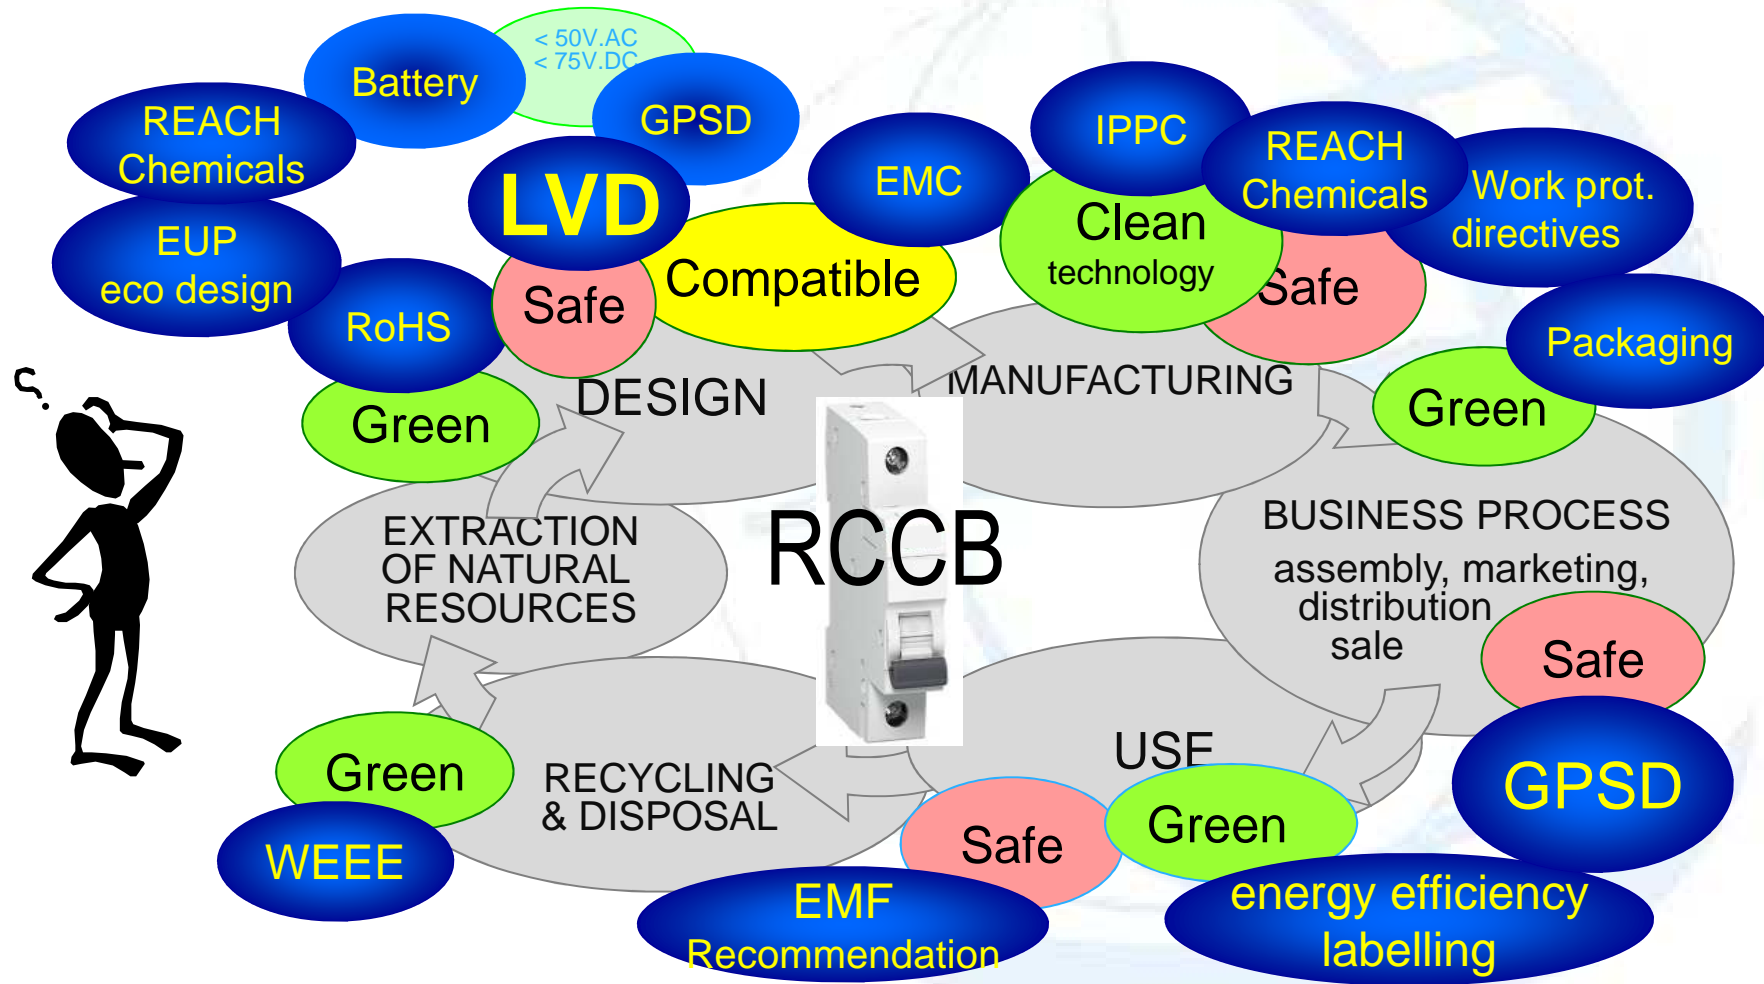 < 50V.AC
< 75V.DC
Battery
GPSD
REACH
Chemicals
LVD
EMC
IPPC
REACH
Chemicals
Work prot.
directives
EUP
eco design
RoHS
Safe
Compatible
Clean
technology
Safe
Packaging
Green
DESIGN
MANUFACTURING
Green
EXTRACTION
OF NATURAL
RESOURCES
RCCB
BUSINESS PROCESS
assembly, marketing,
distribution
sale
Safe
GPSD
USE
Green
Safe
energy efficiency
labelling
EMF
Recommendation
RECYCLING
& DISPOSAL
Green
WEEE